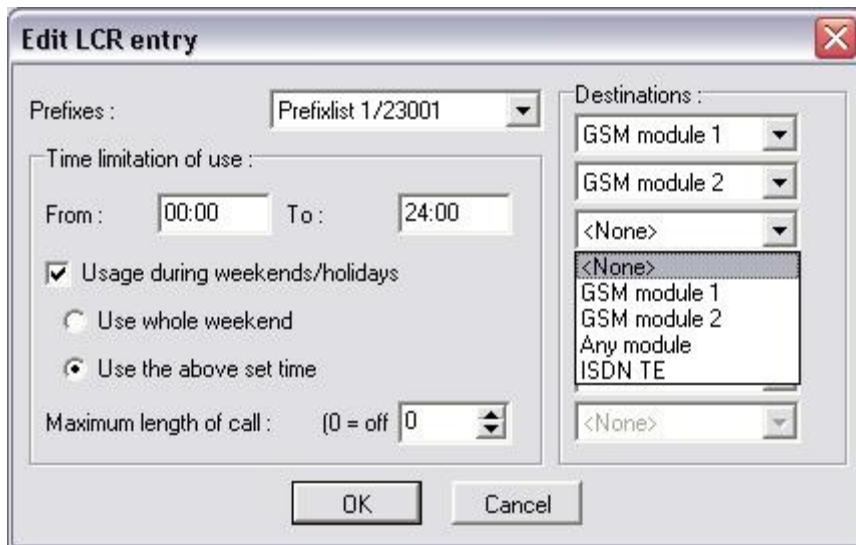 Edit LCR entry
Prefixes :
Prefixlist 1/23001
Time limitation of use :
From :
00:00
To :
24:00
Usage during weekends/holidays
Use whole weekend
Use the above set time
Maximum length of call :
(0 = off
0
Destinations :
GSM module 1
GSM module 2
<None>
<None>
GSM module 1
GSM module 2
Any module
ISDN TE
<None>
OK
Cancel